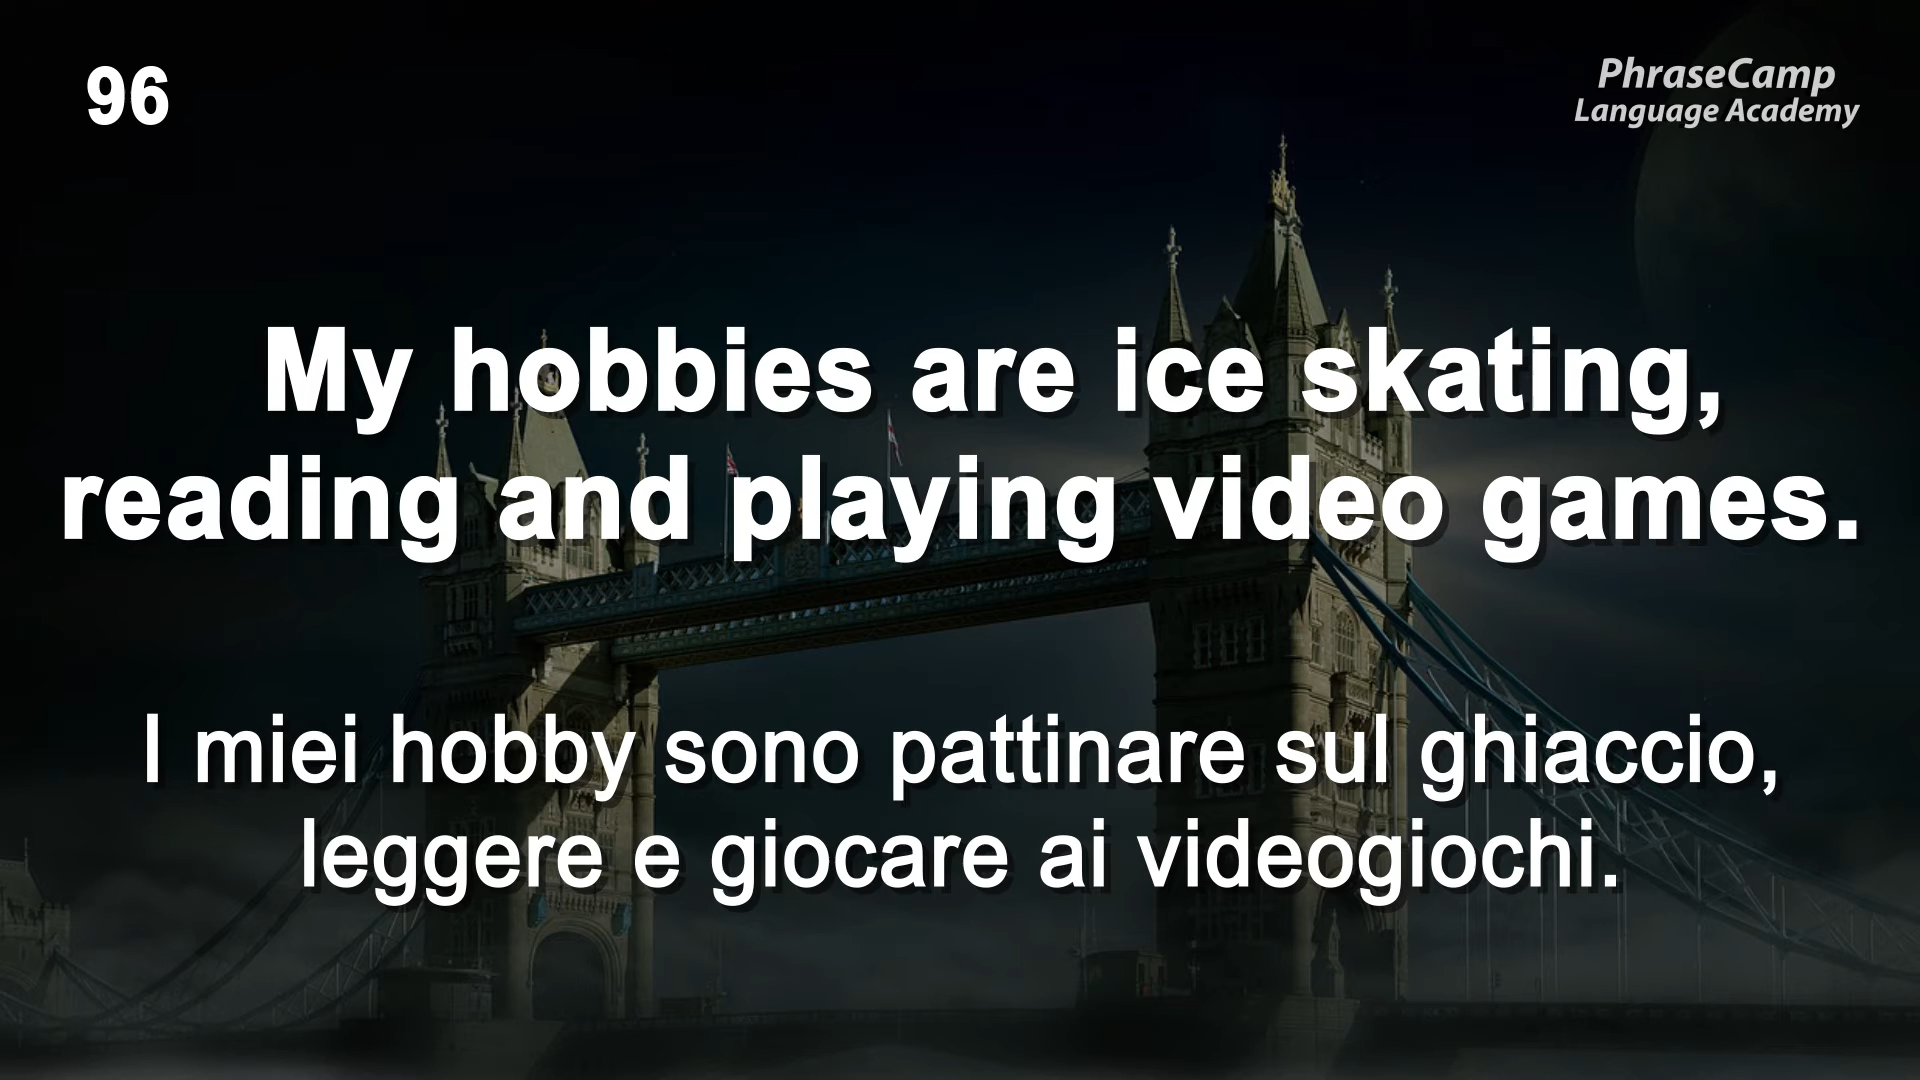 96
PhraseCamp
Language Academy
My hobbies are ice skating,
reading and playing video games.
I miei hobby sono pattinare sul ghiaccio,
leggere e giocare ai videogiochi.